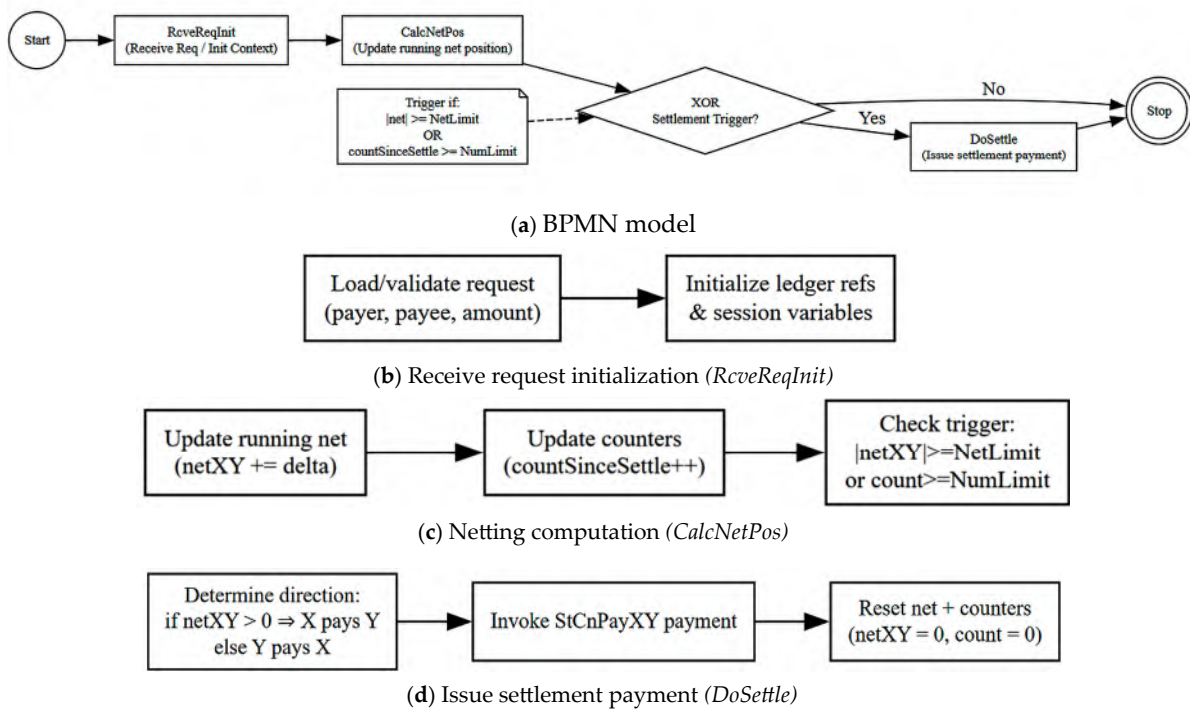 Start
RcveReqInit
(Receive Req / Init Context)
CalcNetPos
(Update running net position)
Trigger if:
|net| >= NetLimit
OR
countSinceSettle >= NumLimit
XOR
Settlement Trigger?
No
Yes
DoSettle
(Issue settlement payment)
Stop
(a) BPMN model
Load/validate request
(payer, payee, amount)
Initialize ledger refs
& session variables
(b) Receive request initialization (RcveReqInit)
Update running net
(netXY += delta)
Update counters
(countSinceSettle++)
Check trigger:
|netXY|>=NetLimit
or count>=NumLimit
(c) Netting computation (CalcNetPos)
Determine direction:
if netXY > 0 ⇒ X pays Y
else Y pays X
Invoke StCnPayXY payment
Reset net + counters
(netXY = 0, count = 0)
(d) Issue settlement payment (DoSettle)